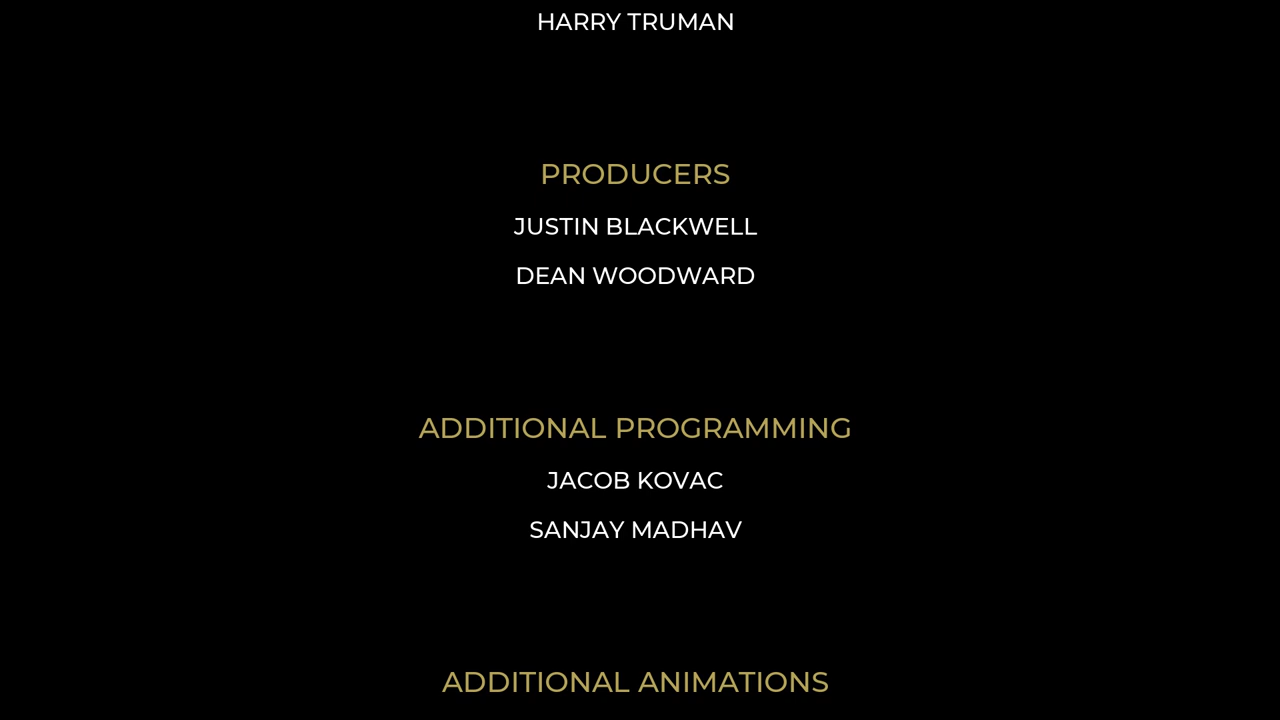 HARRY TRUMAN
PRODUCERS
JUSTIN BLACKWELL
DEAN WOODWARD
ADDITIONAL PROGRAMMING
JACOB KOVAC
SANJAY MADHAV
ADDITIONAL ANIMATIONS